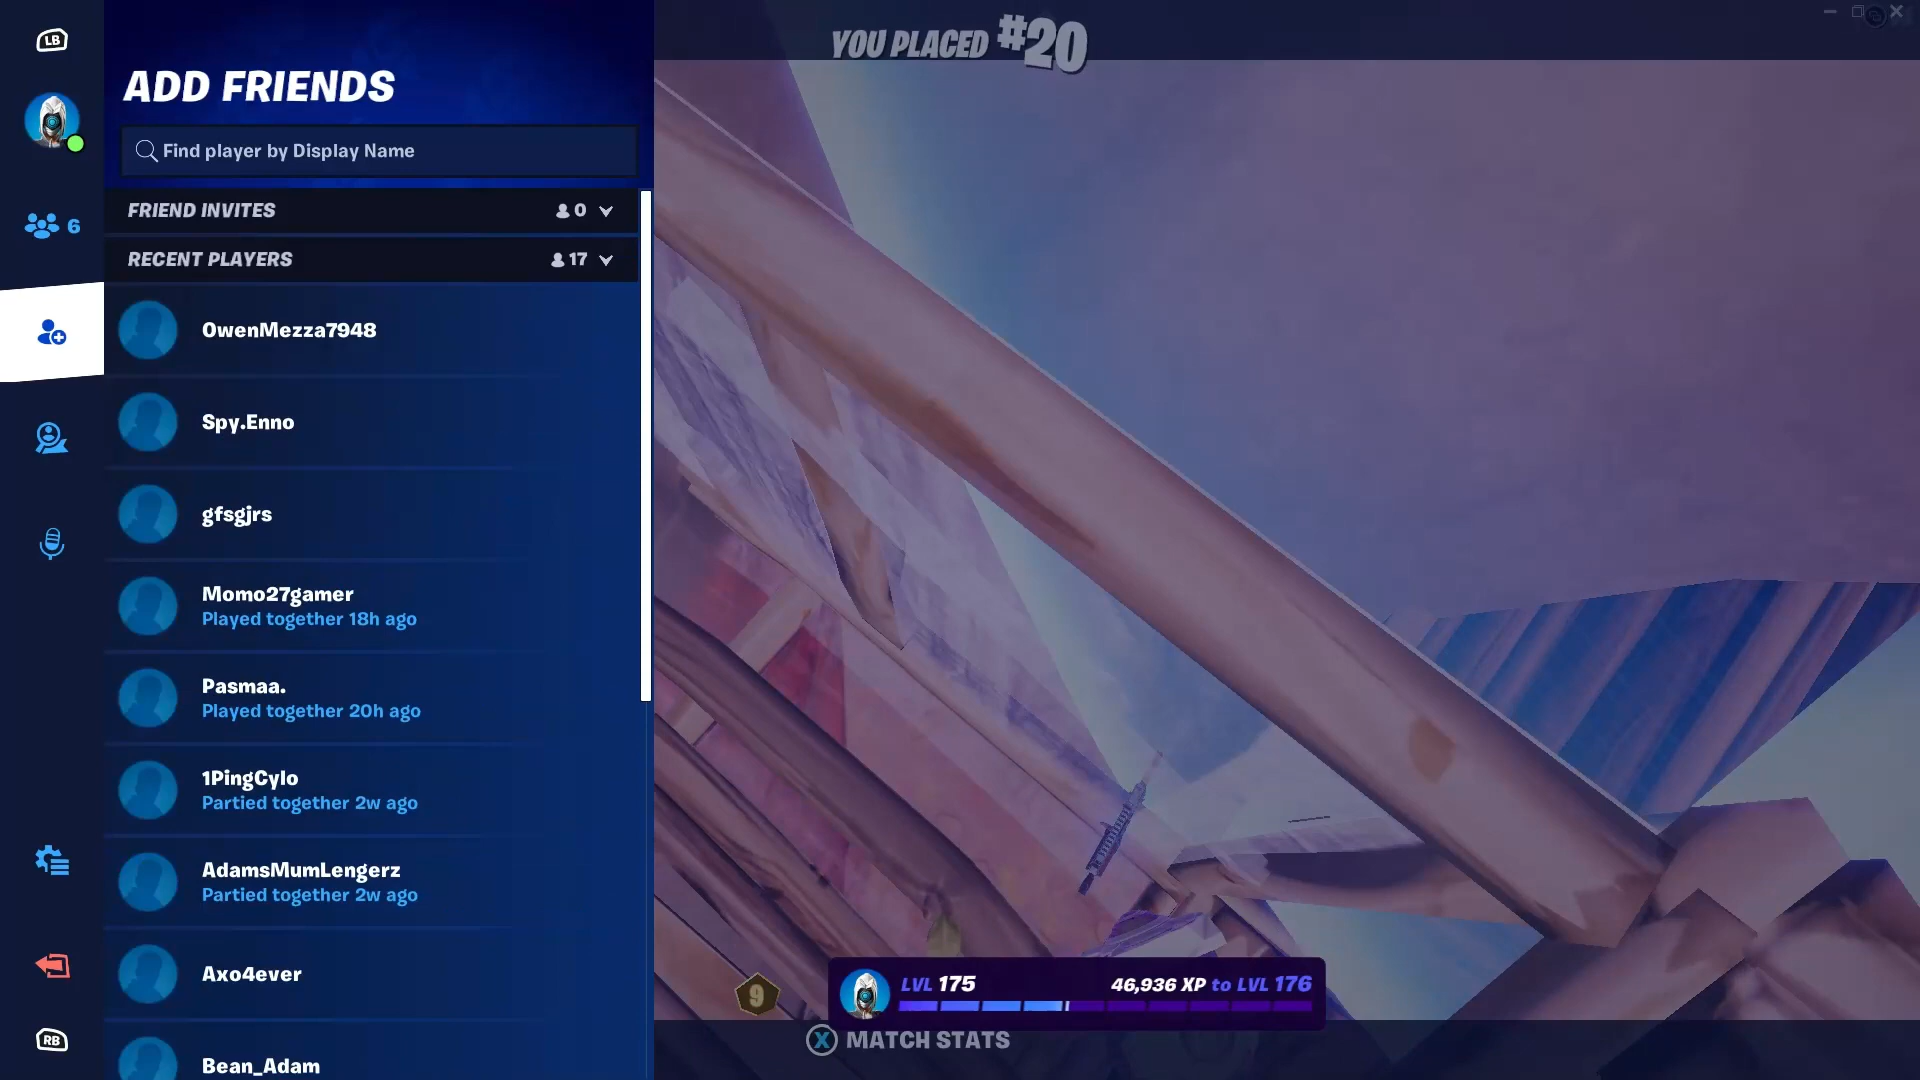 LB
YOU PLACED #20
ADD FRIENDS
Find player by Display Name
6
FRIEND INVITES 0
RECENT PLAYERS 17
OwenMezza7948
Spy.Enno
gfsgjrs
Momo27gamer
Played together 18h ago
Pasmaa.
Played together 20h ago
1PingCylo
Partied together 2w ago
AdamsMumLengerz
Partied together 2w ago
Axo4ever
Bean_Adam
RB
9
LVL 175 46,936 XP to LVL 176
X MATCH STATS